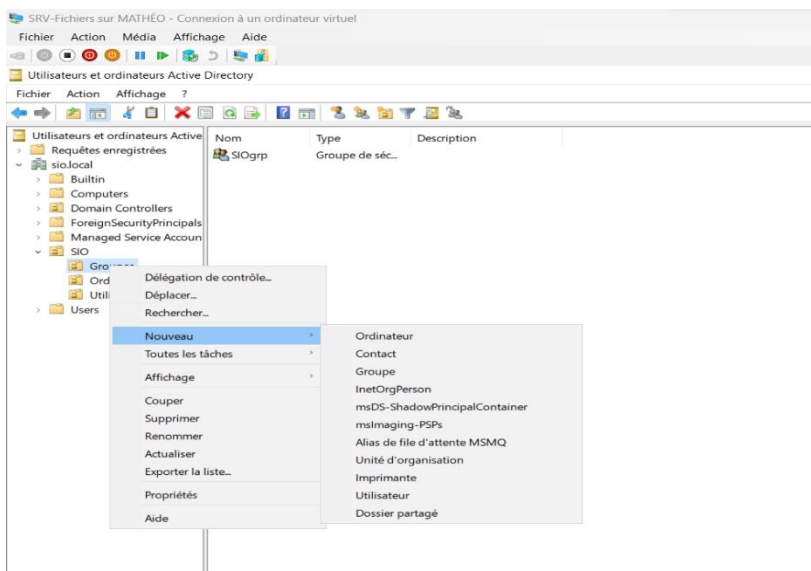 SRV-Fichiers sur MATHÉO - Connexion à un ordinateur virtuel
Fichier Action Média Affichage Aide
Utilisateurs et ordinateurs Active Directory
Fichier Action Affichage ?
Utilisateurs et ordinateurs Active
Requêtes enregistrées
sio.local
Builtin
Computers
Domain Controllers
ForeignSecurityPrincipals
Managed Service Accoun
SIO
Groupes
Ord
Utili
Users
Nom Type Description
SIOgrp Groupe de séc...
Délégation de contrôle...
Déplacer...
Rechercher...
Nouveau
Toutes les tâches
Affichage
Couper
Supprimer
Renommer
Actualiser
Exporter la liste...
Propriétés
Aide
Ordinateur
Contact
Groupe
InetOrgPerson
msDS-ShadowPrincipalContainer
msImaging-PSPs
Alias de file d'attente MSMQ
Unité d'organisation
Imprimante
Utilisateur
Dossier partagé